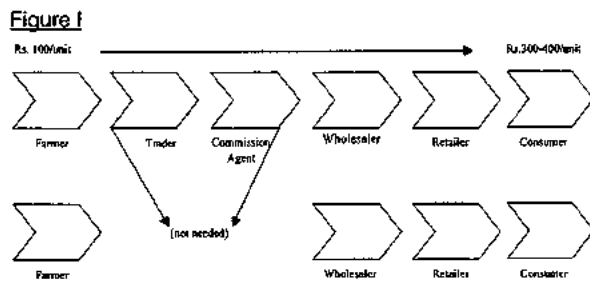 Figure I
Rs. 100/unit Rs.300-400/unit
Farmer Trader Commission Agent Wholesaler Retailer Consumer
(not needed)
Farmer Wholesaler Retailer Consumer